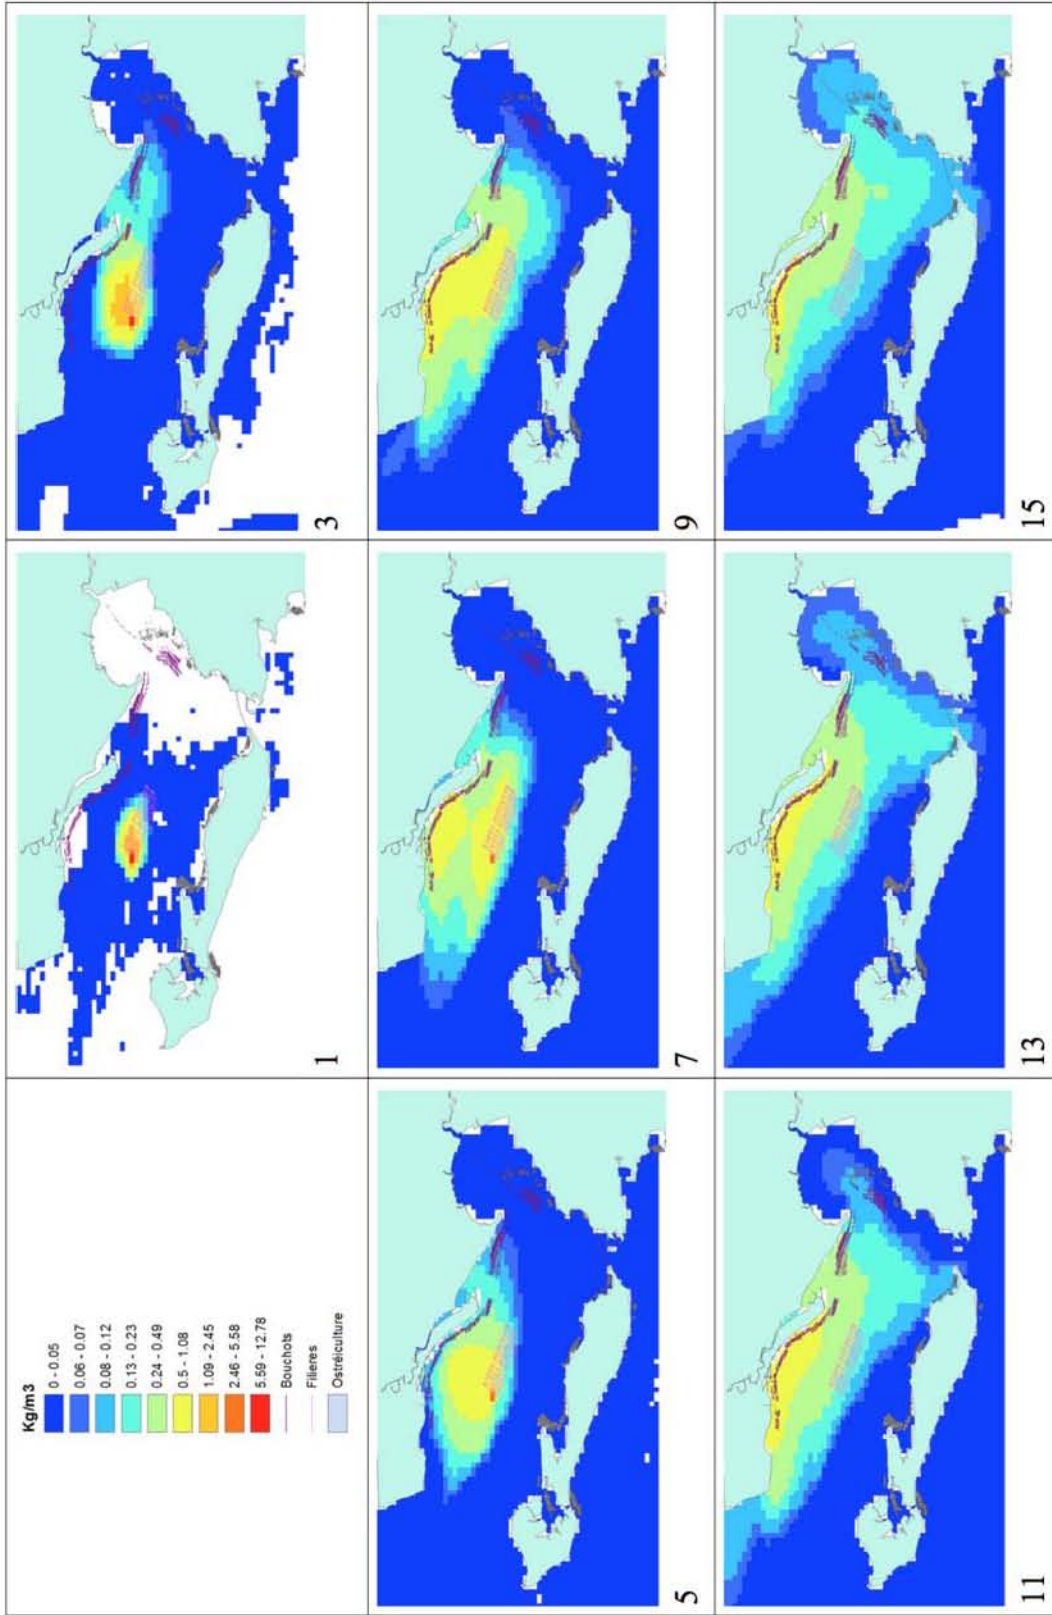 Kg/m3
0 - 0.05
0.06 - 0.07
0.08 - 0.12
0.13 - 0.23
0.24 - 0.49
0.5 - 1.08
1.09 - 2.45
2.46 - 5.58
5.59 - 12.78
Bouchots
Filieres
Ostréiculture
1
3
5
7
9
11
13
15